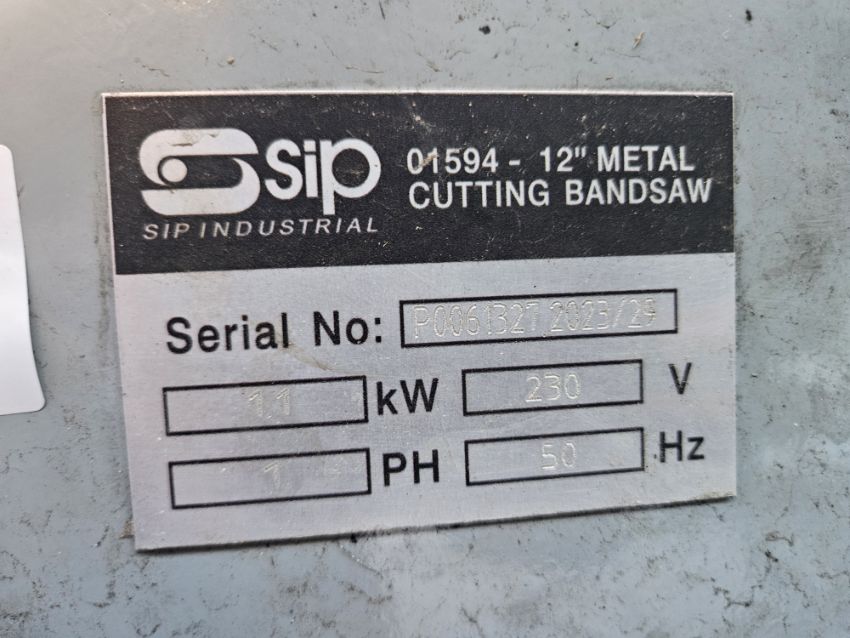 Sip
SIP INDUSTRIAL
01594 - 12" METAL
CUTTING BANDSAW
Serial No: P0061327 2023/29
1.1 kW 230 V
1 PH 50 Hz